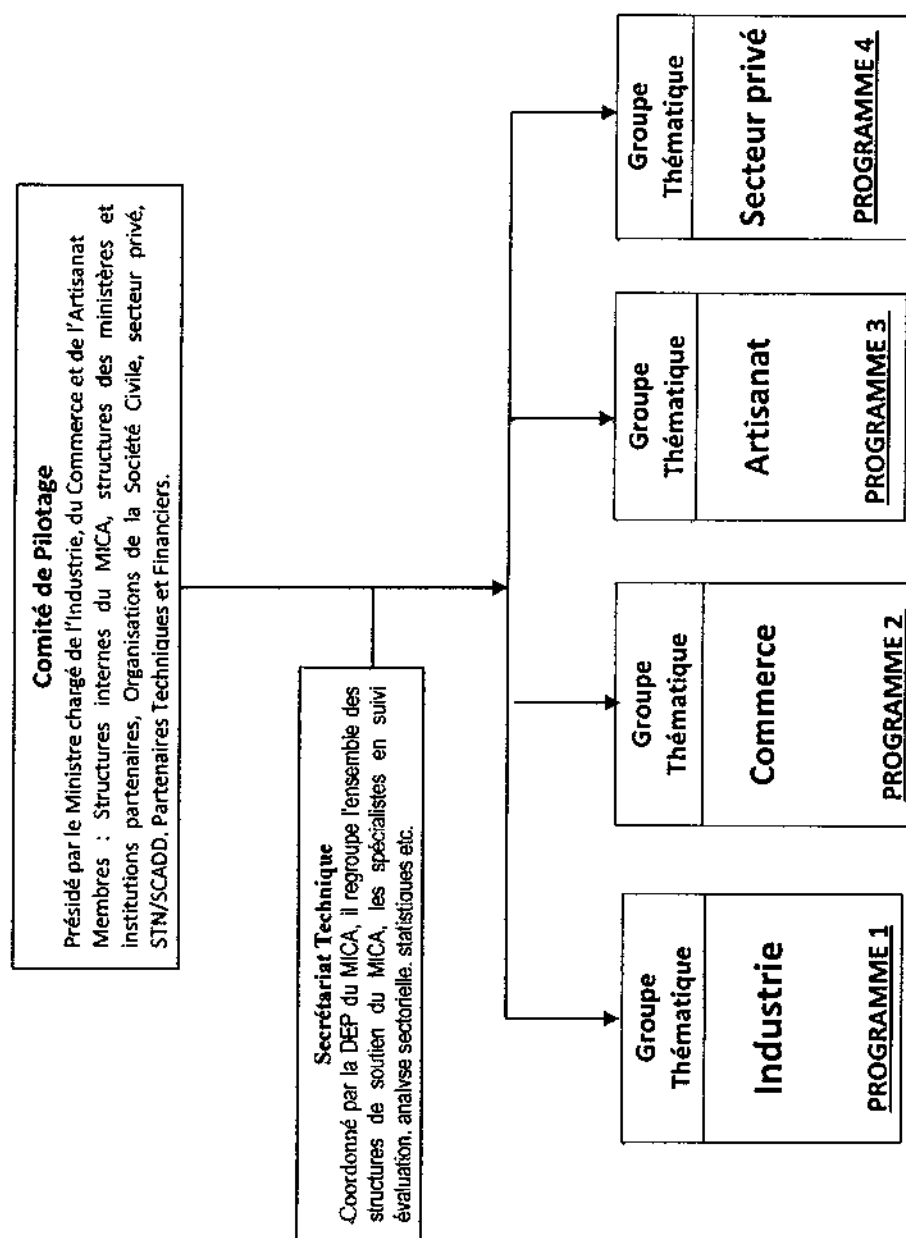 Comité de Pilotage
Présidé par le Ministre chargé de l'Industrie, du Commerce et de l'Artisanat
Membres : Structures internes du MICA, structures des ministères et
institutions partenaires, Organisations de la Société Civile, secteur privé,
STN/SCADD, Partenaires Techniques et Financiers.
Secrétariat Technique
Coordonné par la DEP du MICA, il regroupe l'ensemble des
structures de soutien du MICA, les spécialistes en suivi
évaluation, analyse sectorielle, statistiques etc.
Groupe
Thématique
Industrie
PROGRAMME 1
Groupe
Thématique
Commerce
PROGRAMME 2
Groupe
Thématique
Artisanat
PROGRAMME 3
Groupe
Thématique
Secteur privé
PROGRAMME 4